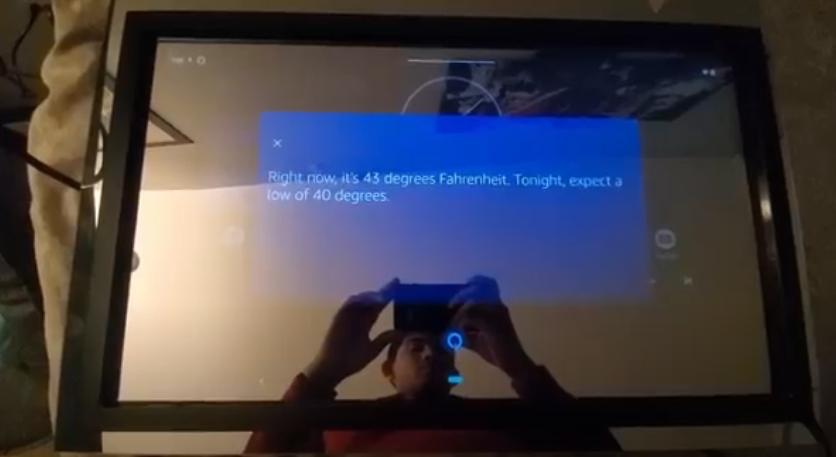 Right now, it's 43 degrees Fahrenheit. Tonight, expect a
low of 40 degrees.